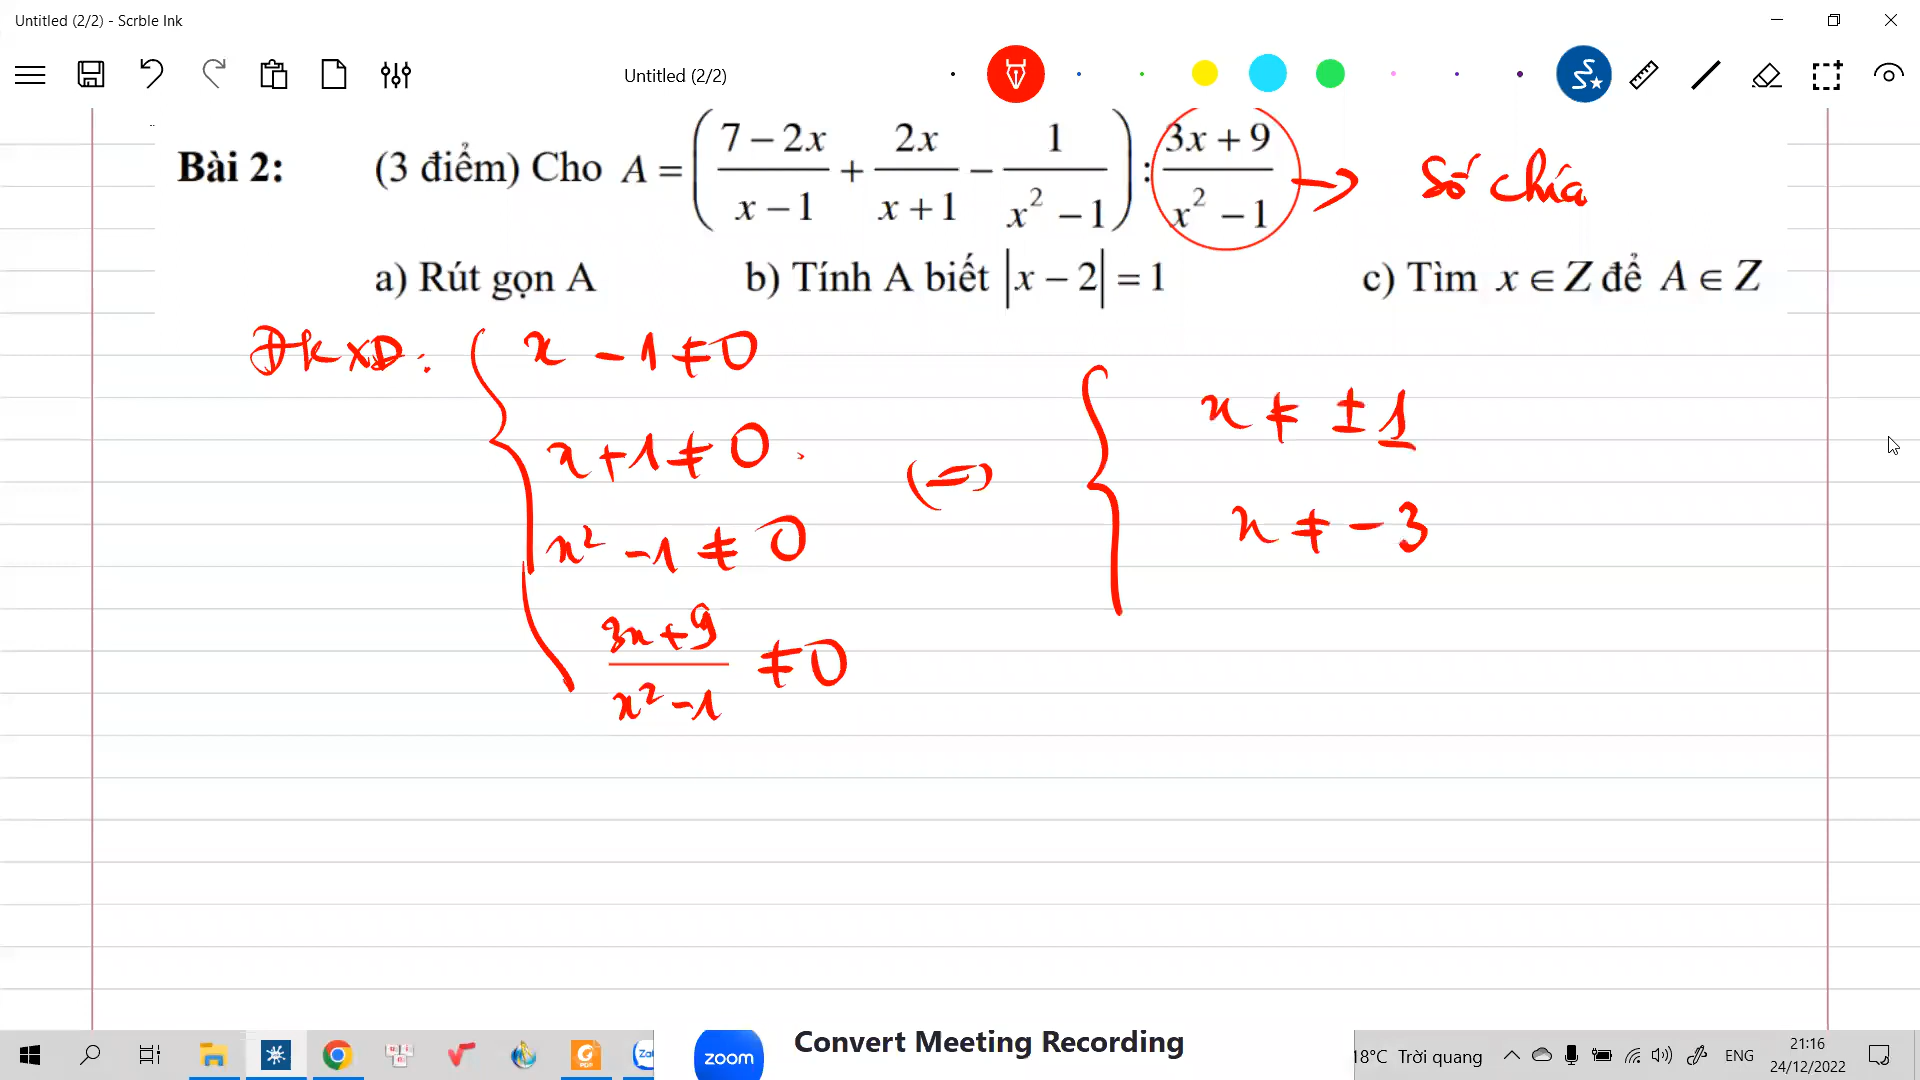 Untitled (2/2) - Scrble Ink
Untitled (2/2)
Bài 2: (3 điểm) Cho A = ( (7 − 2x)/(x − 1) + 2x/(x + 1) − 1/(x² − 1) ) : (3x + 9)/(x² − 1) → Số chia
a) Rút gọn A b) Tính A biết |x − 2| = 1 c) Tìm x ∈ Z để A ∈ Z
ĐKXĐ: { x - 1 ≠ 0
x + 1 ≠ 0
x² - 1 ≠ 0
(3x + 9)/(x² - 1) ≠ 0
⇔ { x ≠ ± 1
x ≠ - 3
zoom
Convert Meeting Recording
18°C Trời quang
ENG
21:16
24/12/2022